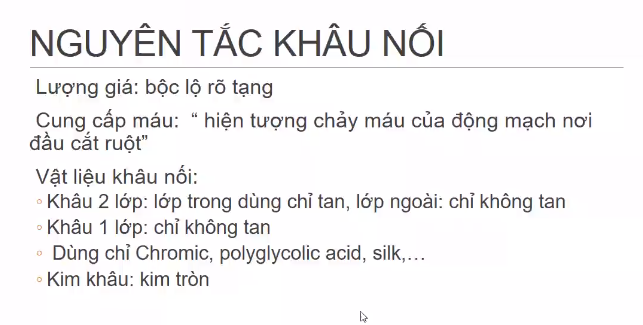 NGUYÊN TẮC KHÂU NỐI
Lượng giá: bộc lộ rõ tạng
Cung cấp máu: “ hiện tượng chảy máu của động mạch nơi
đầu cắt ruột”
Vật liệu khâu nối:
◦ Khâu 2 lớp: lớp trong dùng chỉ tan, lớp ngoài: chỉ không tan
◦ Khâu 1 lớp: chỉ không tan
◦ Dùng chỉ Chromic, polyglycolic acid, silk,…
◦ Kim khâu: kim tròn